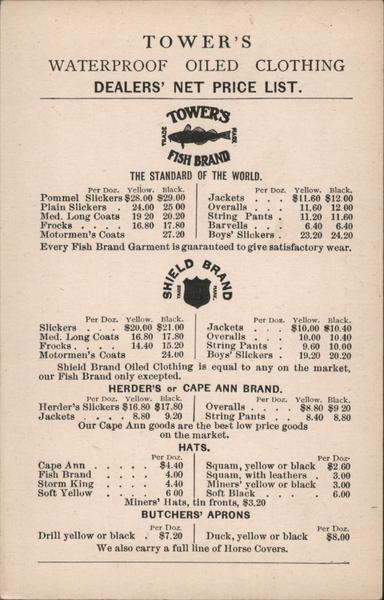 TOWER'S
WATERPROOF OILED CLOTHING
DEALERS' NET PRICE LIST.
TOWER'S
TRADE MARK
FISH BRAND
THE STANDARD OF THE WORLD.
Per Doz. Yellow. Black.
Pommel Slickers $28.00 $29.00
Plain Slickers . 24.00 25 00
Med. Long Coats 19 20 20.20
Frocks . . . . 16.80 17.80
Motormen's Coats 27.20
Per Doz. Yellow. Black.
Jackets . . . $11.60 $12.00
Overalls . . . 11.60 12.00
String Pants . . 11.20 11.60
Barvells . . . 6.40 6.40
Boys' Slickers . 23.20 24.20
Every Fish Brand Garment is guaranteed to give satisfactory wear.
SHIELD BRAND
TRADE MARK.
Per Doz. Yellow. Black.
Slickers . . . $20.00 $21.00
Med. Long Coats 16.80 17.80
Frocks . . . . 14.40 15.20
Motormen's Coats 24.00
Per Doz. Yellow. Black.
Jackets . . . $10.00 $10.40
Overalls . . . 10.00 10.40
String Pants . 9.60 10.00
Boys' Slickers . 19.20 20.20
Shield Brand Oiled Clothing is equal to any on the market,
our Fish Brand only excepted.
HERDER'S or CAPE ANN BRAND.
Per Doz. Yellow. Black.
Herder's Slickers $16.80 $17.80
Jackets . . . . 8.80 9.20
Per Doz. Yellow. Black.
Overalls . . . . $8.80 $9 20
String Pants . . 8.40 8.80
Our Cape Ann goods are the best low price goods
on the market.
HATS.
Per Doz.
Cape Ann . . . . . $4.40
Fish Brand . . . . 4.00
Storm King . . . . 4.40
Soft Yellow . . . . 6 00
Per Doz.
Squam, yellow or black $2.60
Squam, with leathers . 3.00
Miners' yellow or black 3.00
Soft Black . . . . 6.00
Miners' Hats, tin fronts, $3.20
BUTCHERS' APRONS
Per Doz.
Drill yellow or black . $7.20
Per Doz.
Duck, yellow or black . $8.00
We also carry a full line of Horse Covers.